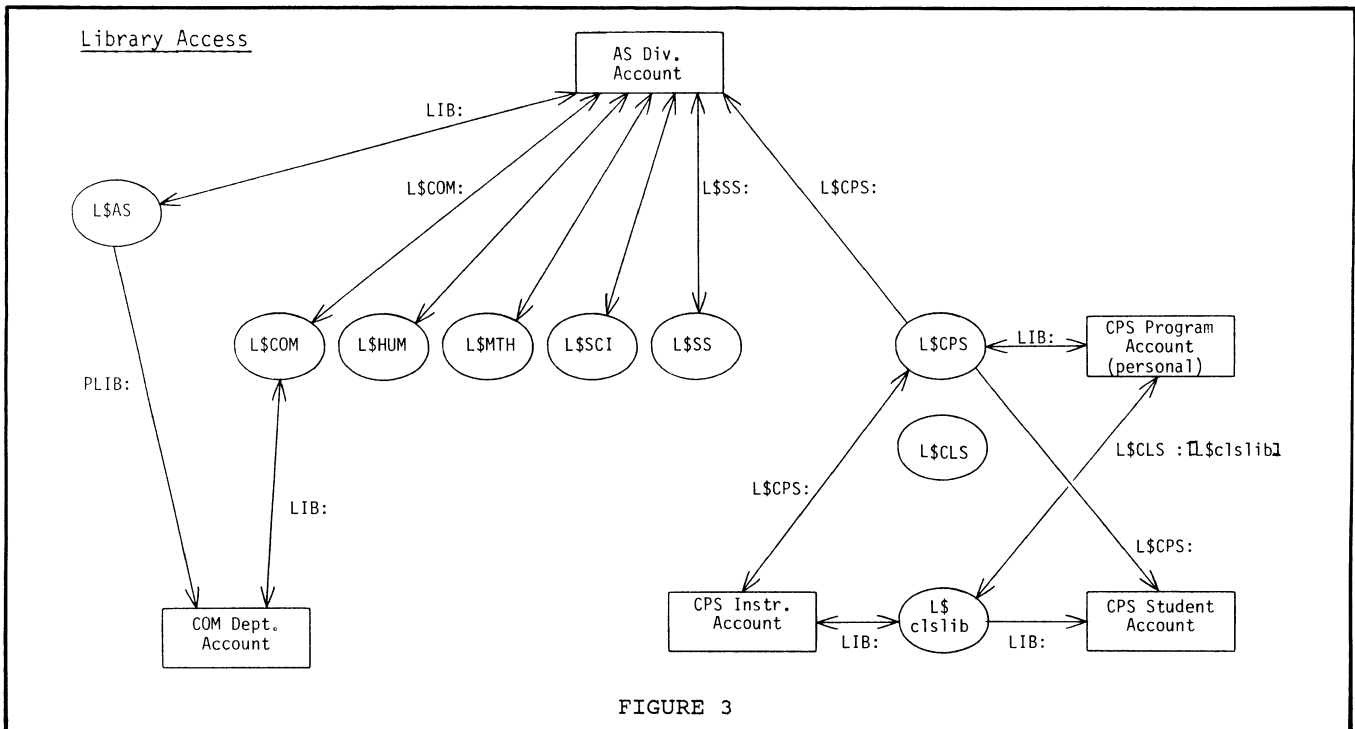 Library Access
AS Div.
Account
LIB:
L$COM:
L$SS:
L$CPS:
L$AS
L$COM
L$HUM
L$MTH
L$SCI
L$SS
L$CPS
LIB:
CPS Program
Account
(personal)
PLIB:
L$CLS
L$CLS :[L$clslib]
L$CPS:
LIB:
L$CPS:
COM Dept.
Account
CPS Instr.
Account
LIB:
L$
clslib
LIB:
CPS Student
Account
FIGURE 3